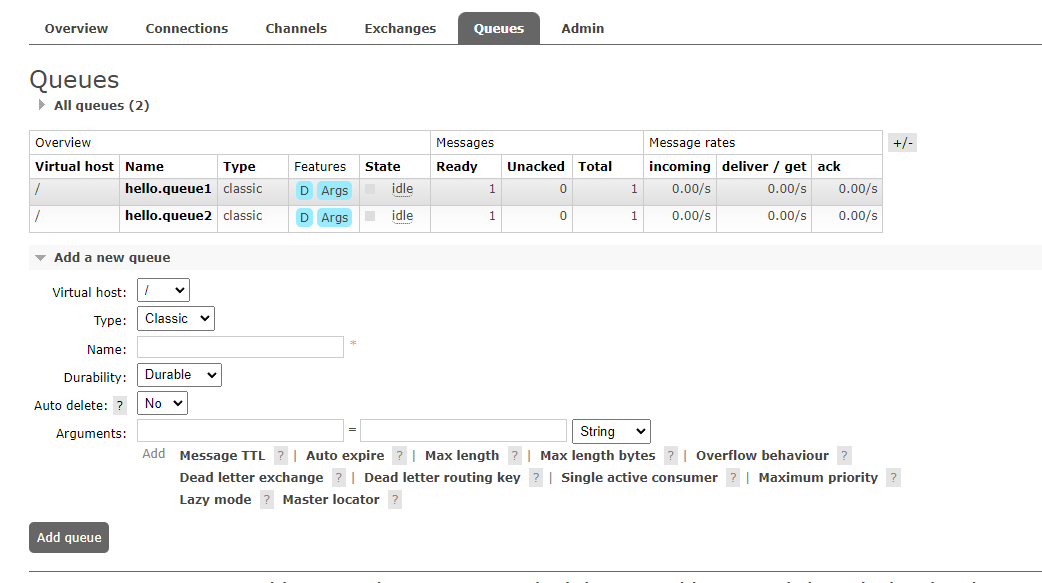 Overview Connections Channels Exchanges Queues Admin
Queues
All queues (2)
Overview Messages Message rates +/-
Virtual host Name Type Features State Ready Unacked Total incoming deliver / get ack
/ hello.queue1 classic D Args idle 1 0 1 0.00/s 0.00/s 0.00/s
/ hello.queue2 classic D Args idle 1 0 1 0.00/s 0.00/s 0.00/s
Add a new queue
Virtual host: /
Type: Classic
Name: *
Durability: Durable
Auto delete: ? No
Arguments: = String
Add Message TTL ? | Auto expire ? | Max length ? | Max length bytes ? | Overflow behaviour ?
Dead letter exchange ? | Dead letter routing key ? | Single active consumer ? | Maximum priority ?
Lazy mode ? Master locator ?
Add queue